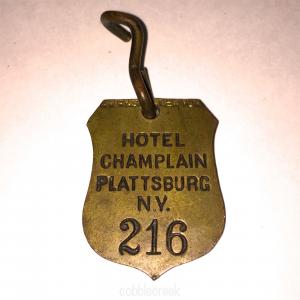 HOTEL
CHAMPLAIN
PLATTSBURG
N.Y.
216
cobblecreek